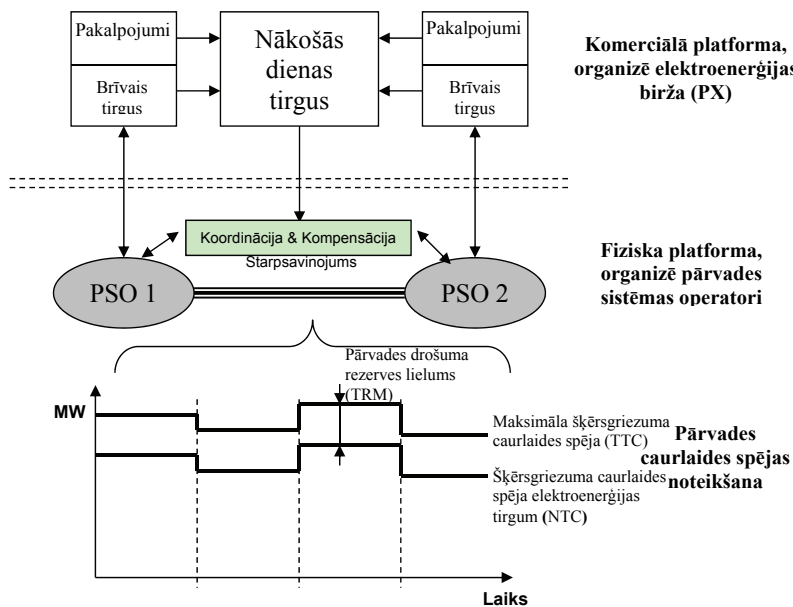 Pakalpojumi
Brīvais
tirgus
Nākošās
dienas
tirgus
Pakalpojumi
Brīvais
tirgus
Komerciālā platforma,
organizē elektroenerģijas
birža (PX)
Koordinācija & Kompensācija
Starpsavinojums
PSO 1
PSO 2
Fiziska platforma,
organizē pārvades
sistēmas operatori
Pārvades drošuma
rezerves lielums
(TRM)
MW
Maksimāla šķērsgriezuma
caurlaides spēja (TTC)
Šķērsgriezuma caurlaides
spēja elektroenerģijas
tirgum (NTC)
Pārvades
caurlaides spējas
noteikšana
Laiks